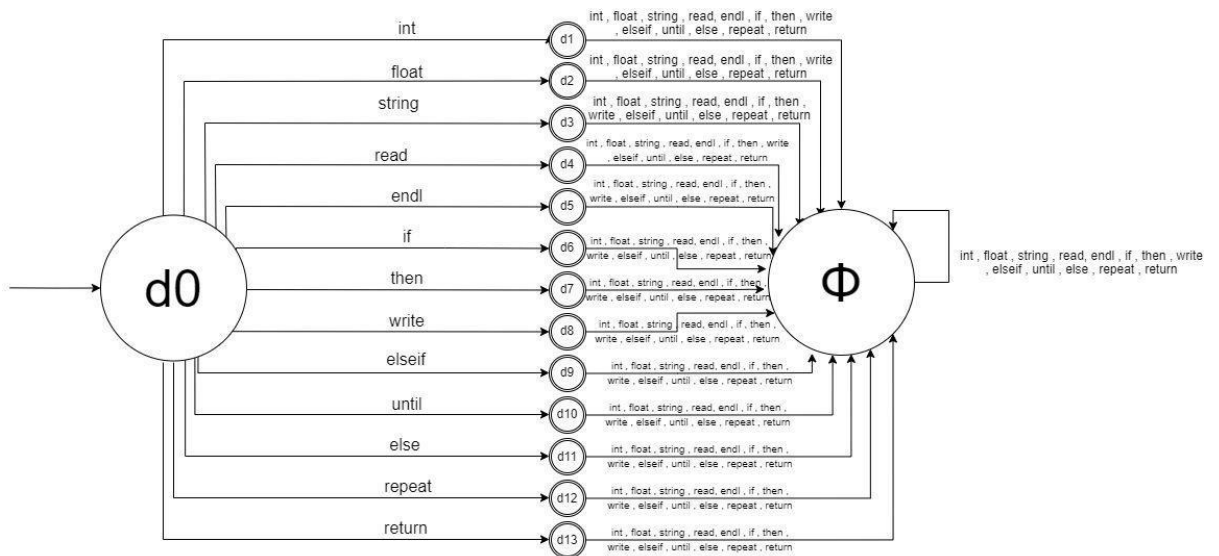 int
d1
int , float , string , read, endl , if , then , write
, elseif , until , else , repeat , return
float
d2
int , float , string , read, endl , if , then , write
, elseif , until , else , repeat , return
string
d3
int , float , string , read, endl , if , then ,
write , elseif , until , else , repeat , return
read
d4
int , float , string , read, endl , if , then , write
, elseif , until , else , repeat , return
endl
d5
int , float , string , read, endl , if , then ,
write , elseif , until , else , repeat , return
if
d6
int , float , string , read, endl , if , then ,
write , elseif , until , else , repeat , return
d0
then
d7
int , float , string , read, endl , if , then ,
write , elseif , until , else , repeat , return
Φ
int , float , string , read, endl , if , then , write
, elseif , until , else , repeat , return
write
d8
int , float , string , read, endl , if , then ,
write , elseif , until , else , repeat , return
elseif
d9
int , float , string , read, endl , if , then ,
write , elseif , until , else , repeat , return
until
d10
int , float , string , read, endl , if , then ,
write , elseif , until , else , repeat , return
else
d11
int , float , string , read, endl , if , then ,
write , elseif , until , else , repeat , return
repeat
d12
int , float , string , read, endl , if , then ,
write , elseif , until , else , repeat , return
return
d13
int , float , string , read, endl , if , then ,
write , elseif , until , else , repeat , return